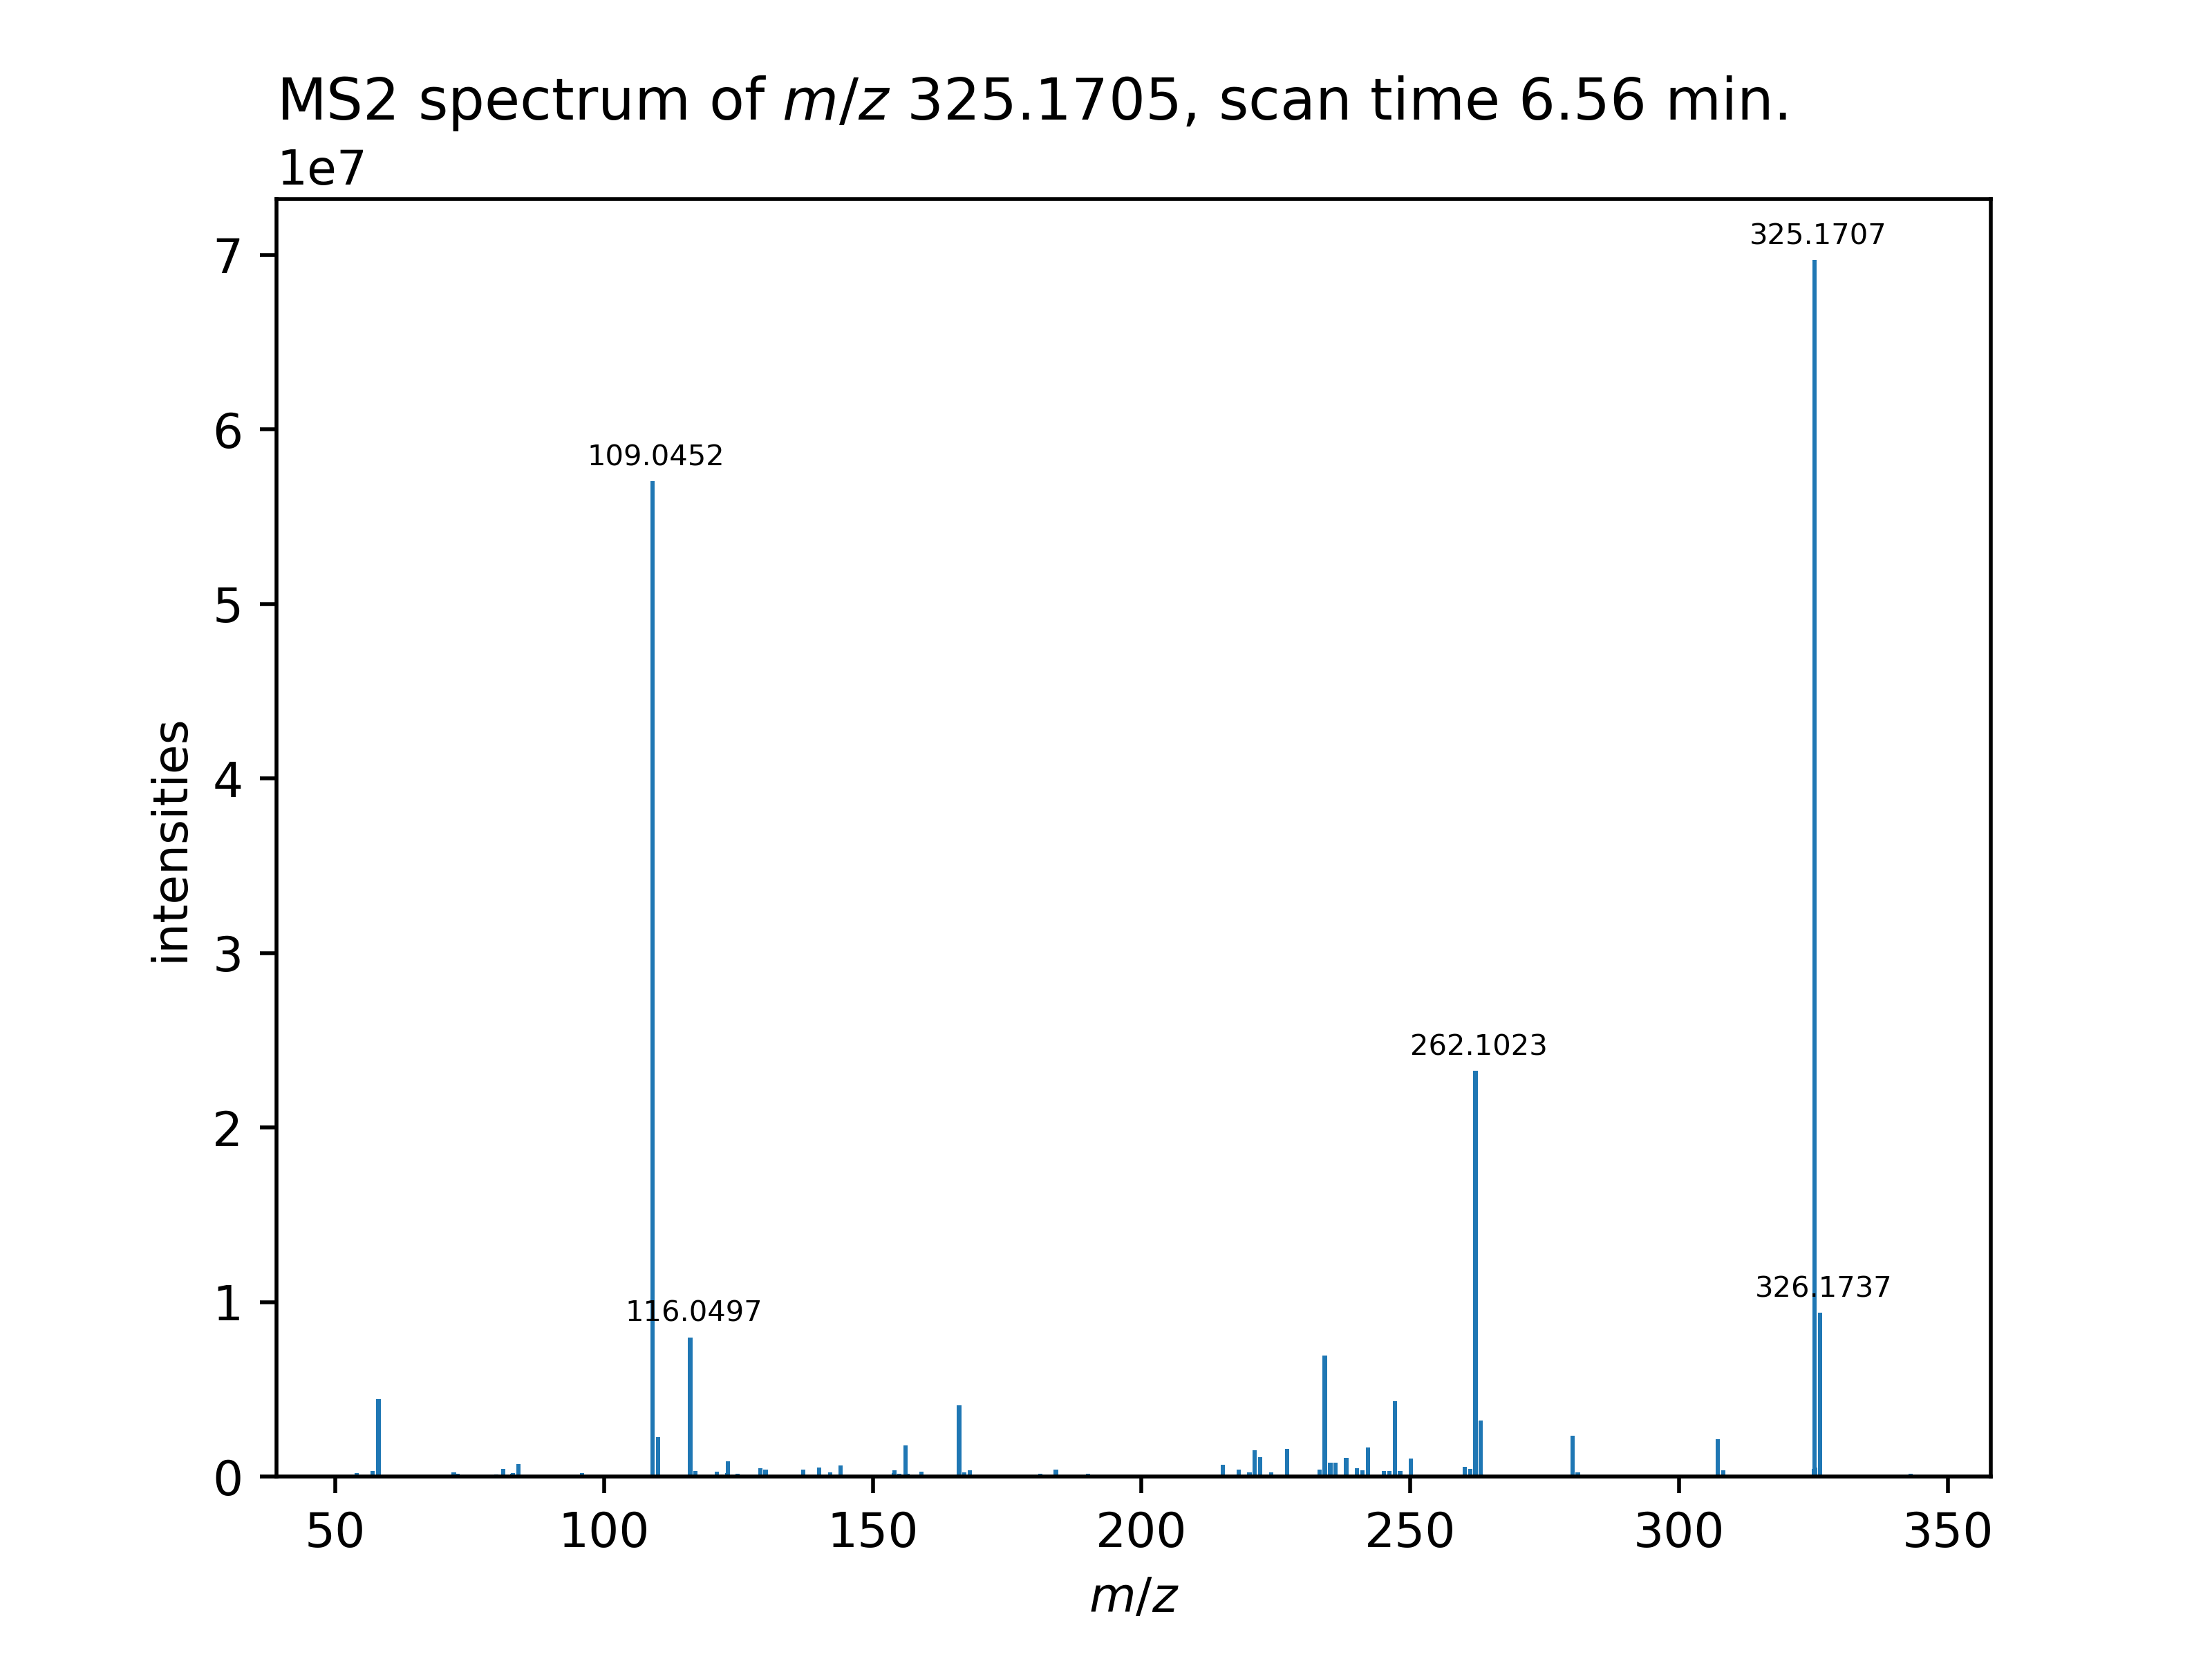 MS2 spectrum of m/z 325.1705, scan time 6.56 min.
1e7
325.1707
7
6
109.0452
5
4
3
262.1023
2
326.1737
116.0497
1
0
intensities
50 100 150 200 250 300 350
m/z